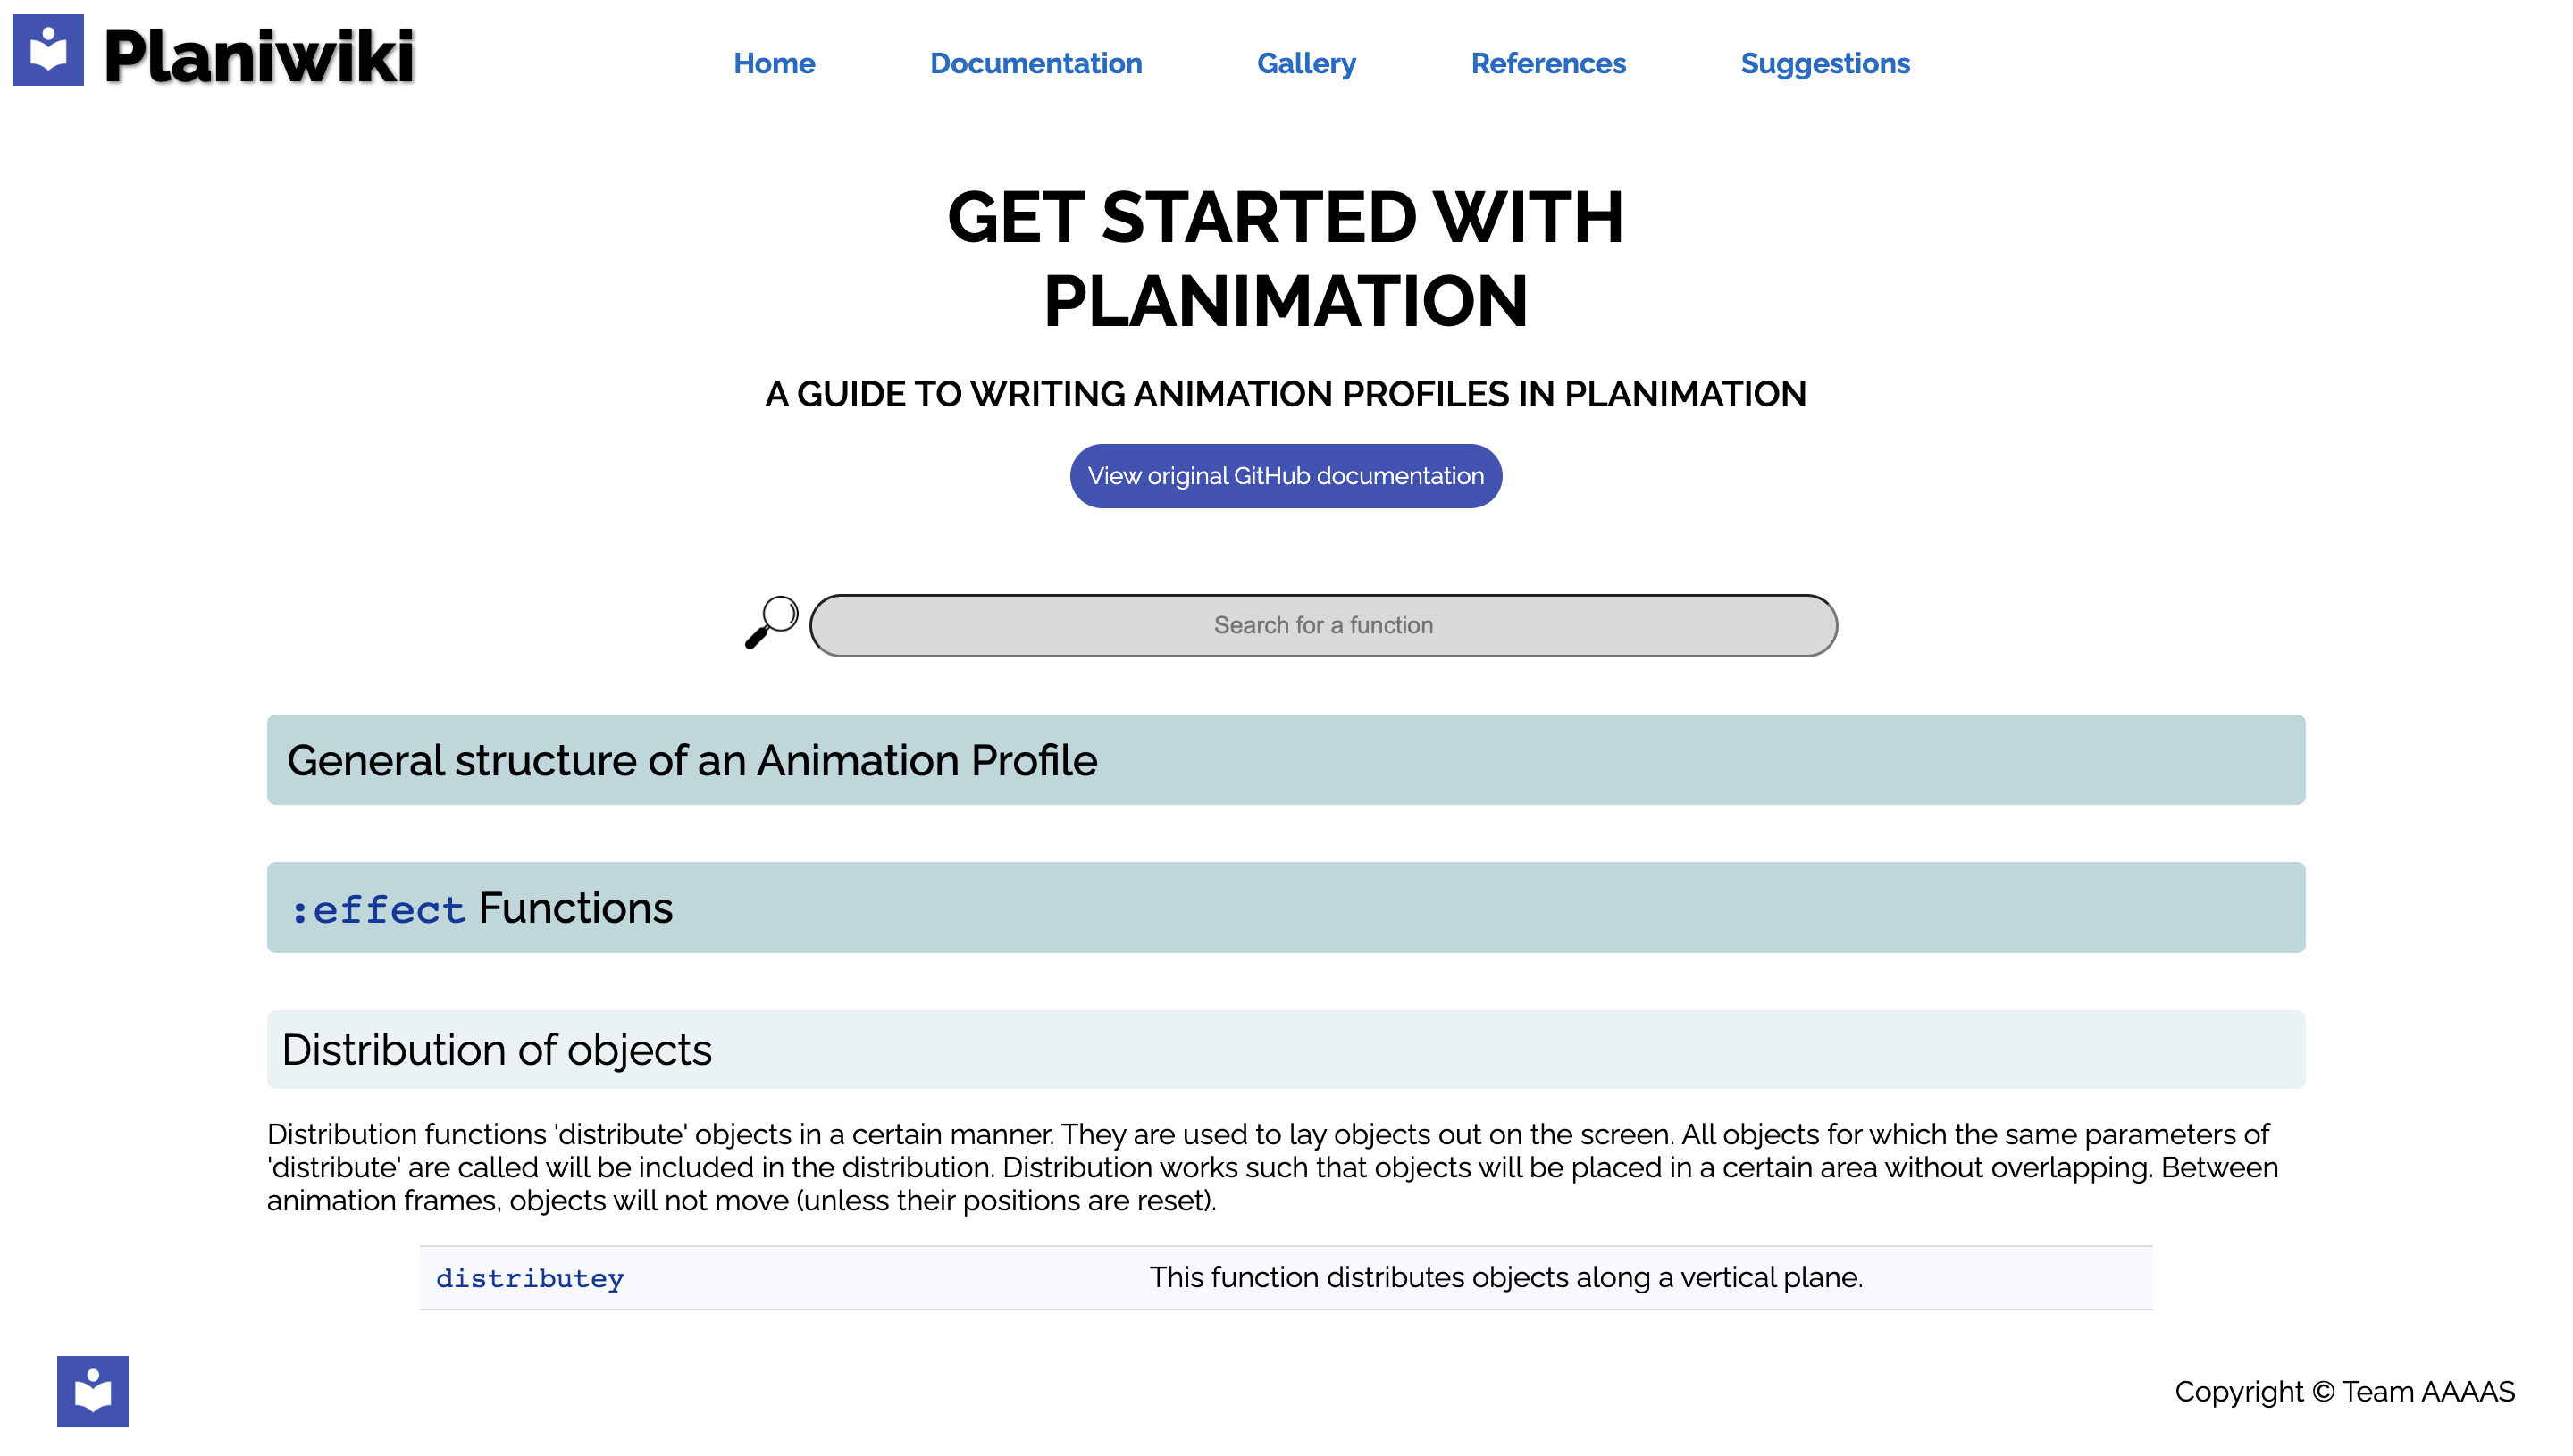 Planiwiki
Home Documentation Gallery References Suggestions
GET STARTED WITH
PLANIMATION
A GUIDE TO WRITING ANIMATION PROFILES IN PLANIMATION
View original GitHub documentation
Search for a function
General structure of an Animation Profile
:effect Functions
Distribution of objects
Distribution functions 'distribute' objects in a certain manner. They are used to lay objects out on the screen. All objects for which the same parameters of
'distribute' are called will be included in the distribution. Distribution works such that objects will be placed in a certain area without overlapping. Between
animation frames, objects will not move (unless their positions are reset).
distributey This function distributes objects along a vertical plane.
Copyright © Team AAAAS